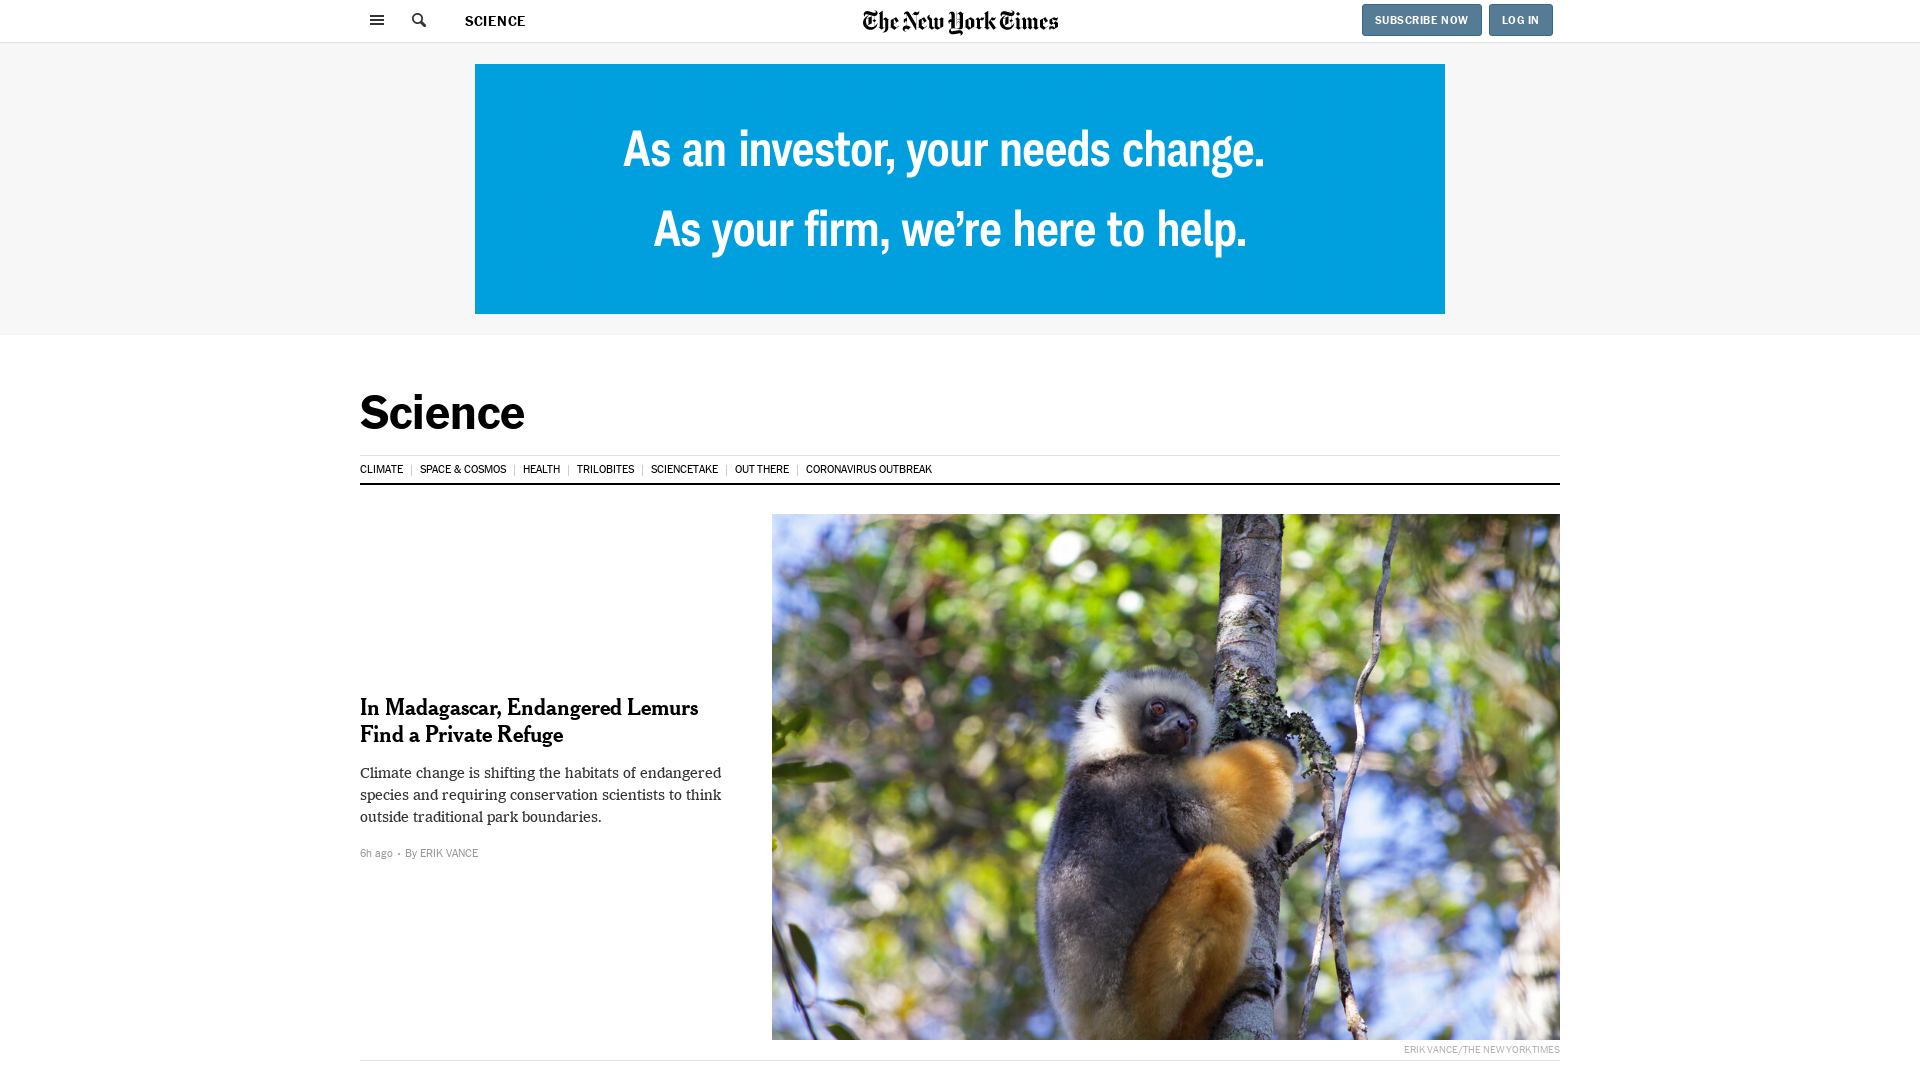 SCIENCE
The New York Times
SUBSCRIBE NOW
LOG IN
As an investor, your needs change.
As your firm, we’re here to help.
Science
CLIMATE
SPACE & COSMOS
HEALTH
TRILOBITES
SCIENCETAKE
OUT THERE
CORONAVIRUS OUTBREAK
In Madagascar, Endangered Lemurs
Find a Private Refuge
Climate change is shifting the habitats of endangered
species and requiring conservation scientists to think
outside traditional park boundaries.
6h ago • By ERIK VANCE
ERIK VANCE/THE NEW YORK TIMES